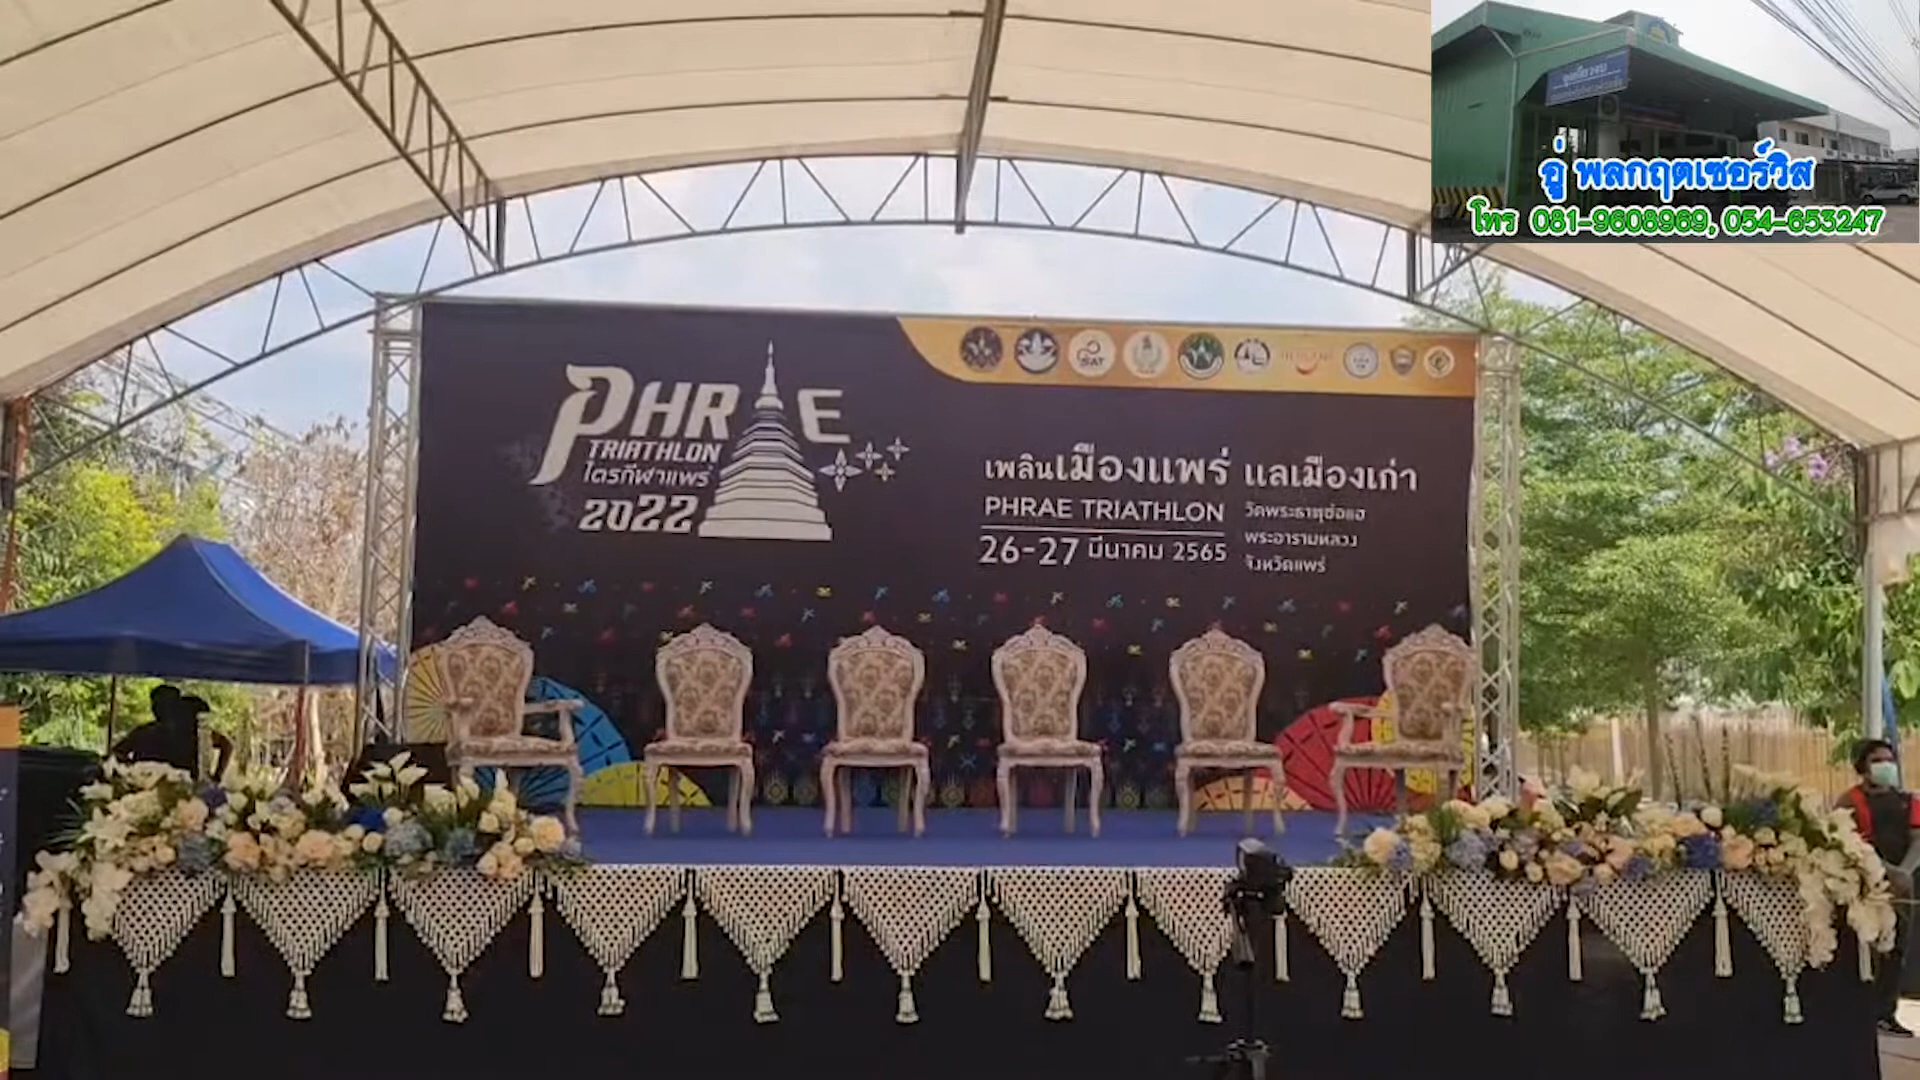 อู่ พลกฤตเซอร์วิส
โทร 081-9608969, 054-653247
PHRAE
TRIATHLON
ไตรกีฬาแพร่
2022
SAT
เพลินเมืองแพร่ แลเมืองเก่า
PHRAE TRIATHLON
26-27 มีนาคม 2565
วัดพระธาตุช่อแฮ
พระอารามหลวง
จังหวัดแพร่